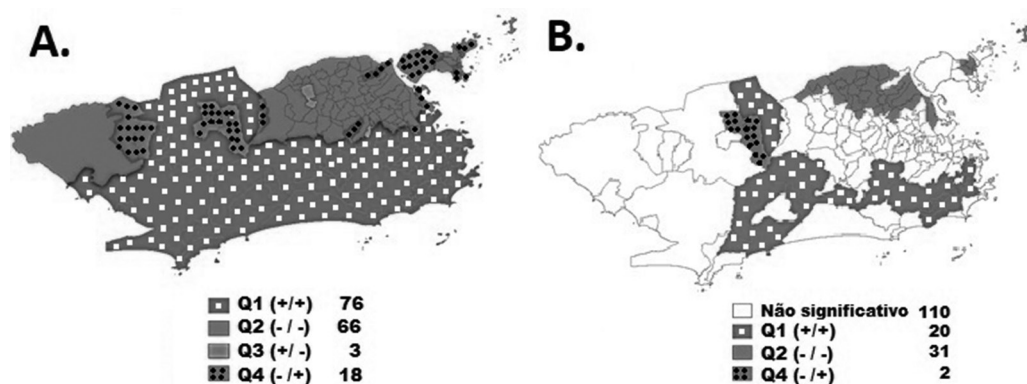 A.
B.
Q1 (+/+) 76
Q2 (- / -) 66
Q3 (+/ -) 3
Q4 (- /+) 18
Não significativo 110
Q1 (+/+) 20
Q2 (- / -) 31
Q4 (- /+) 2